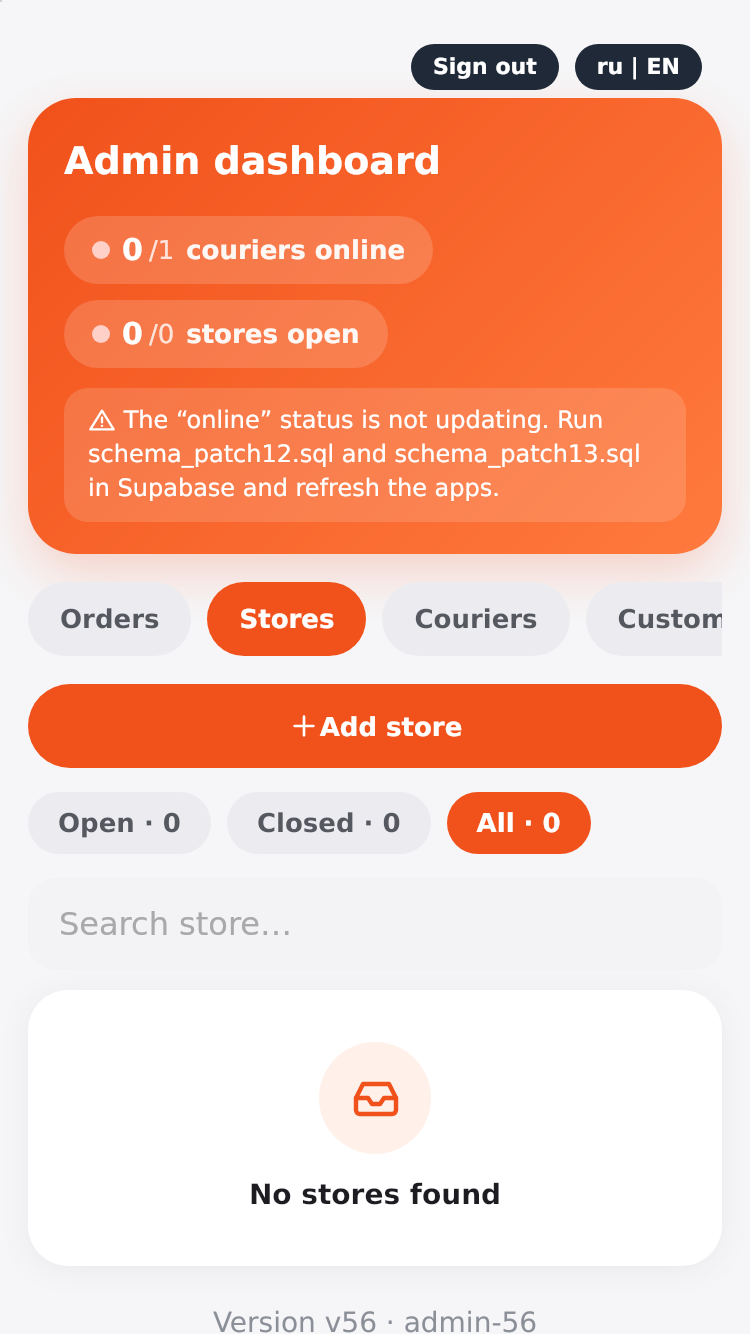 Sign out
ru | EN
Admin dashboard
0 /1 couriers online
0 /0 stores open
⚠ The “online” status is not updating. Run
schema_patch12.sql and schema_patch13.sql
in Supabase and refresh the apps.
Orders
Stores
Couriers
Custom
+ Add store
Open · 0
Closed · 0
All · 0
Search store...
No stores found
Version v56 · admin-56